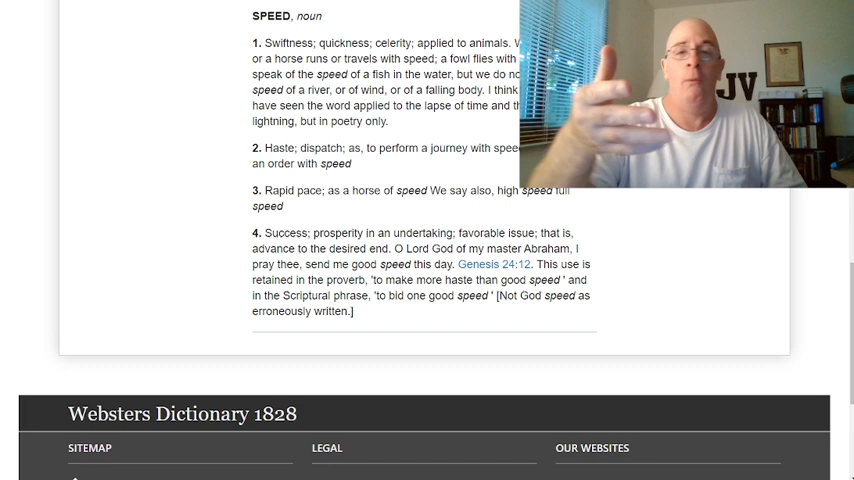 SPEED, noun
1. Swiftness; quickness; celerity; applied to animals.
or a horse runs or travels with speed; a fowl flies with
speak of the speed of a fish in the water, but we do
speed of a river, or of wind, or of a falling body. I think
have seen the word applied to the lapse of time and
lightning, but in poetry only.
2. Haste; dispatch; as, to perform a journey with
an order with speed
3. Rapid pace; as a horse of speed We say also, high speed full
speed
4. Success; prosperity in an undertaking; favorable issue; that is,
advance to the desired end. O Lord God of my master Abraham, I
pray thee, send me good speed this day. Genesis 24:12. This use is
retained in the proverb, 'to make more haste than good speed ' and
in the Scriptural phrase, 'to bid one good speed ' [Not God speed as
erroneously written.]
JV
Websters Dictionary 1828
SITEMAP LEGAL OUR WEBSITES